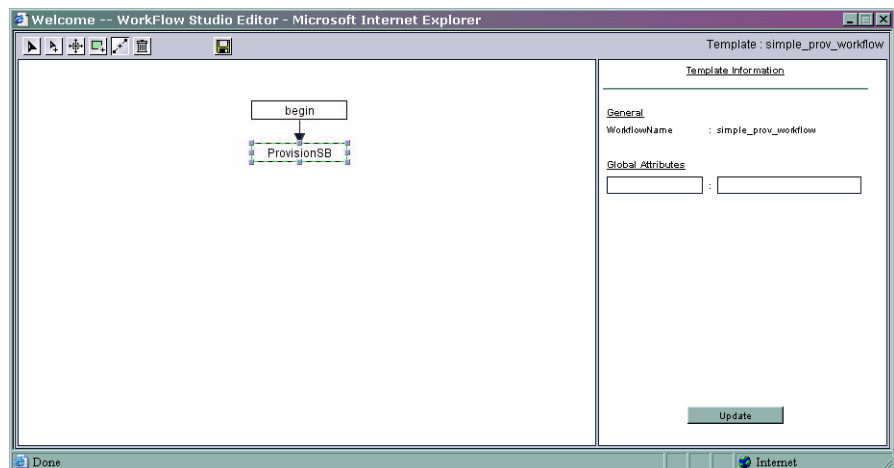 Welcome -- WorkFlow Studio Editor - Microsoft Internet Explorer
Template : simple_prov_workflow
begin
ProvisionSB
Template Information
General
WorkflowName : simple_prov_workflow
Global Attributes
:
Update
Done
Internet